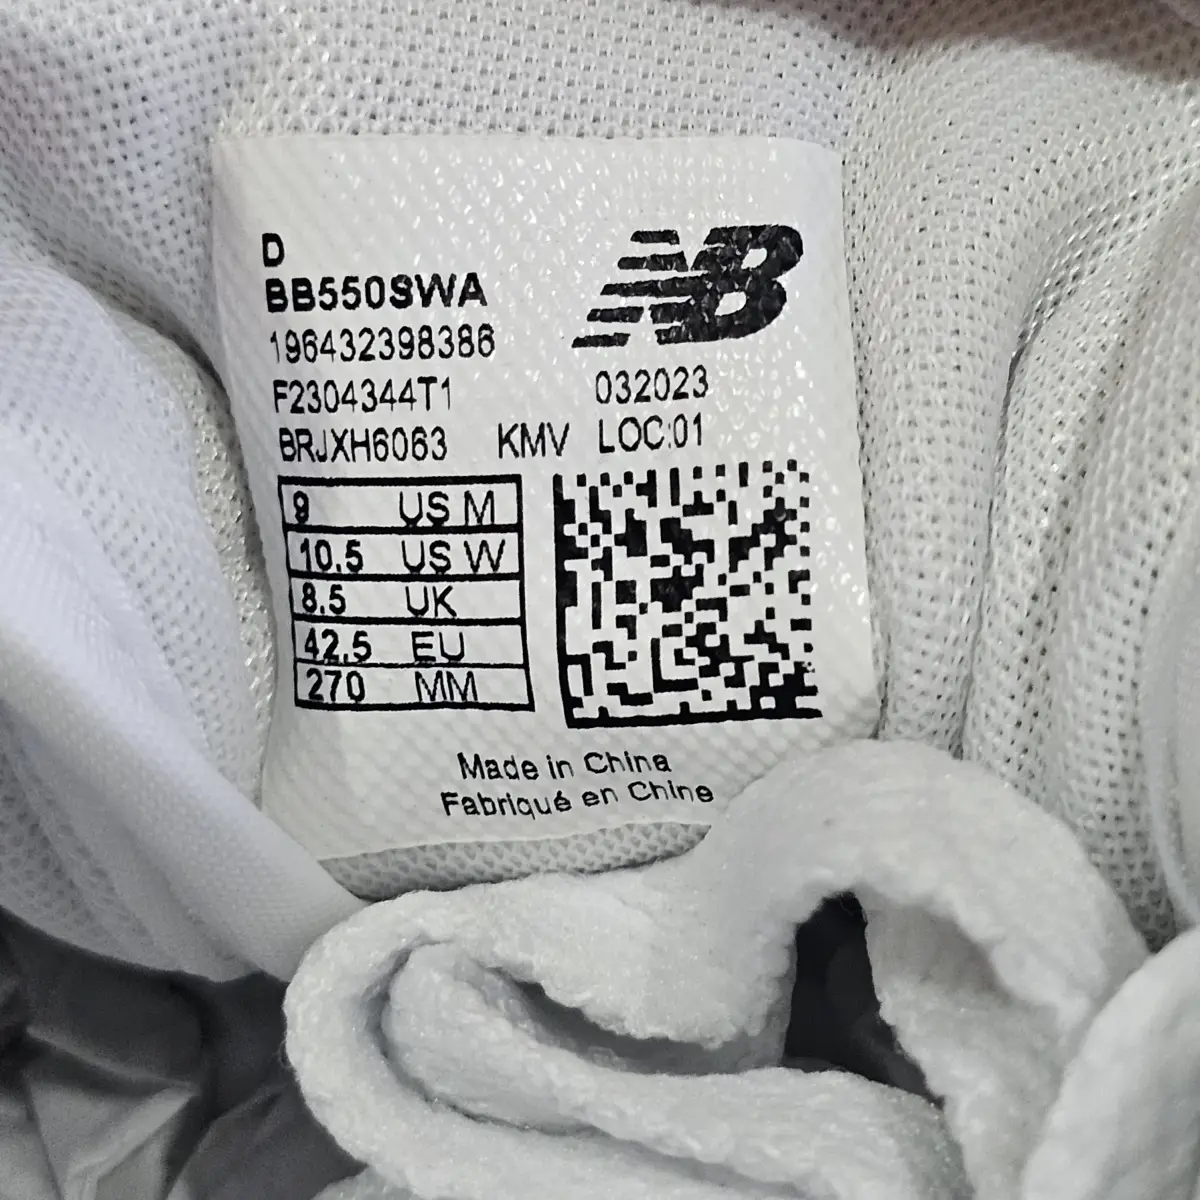 D
BB550SWA
NB
196432398386
F2304344T1 032023
BRJXH6063 KMV LOC:01
9 US M
10.5 US W
8.5 UK
42.5 EU
270 MM
Made in China
Fabriqué en Chine